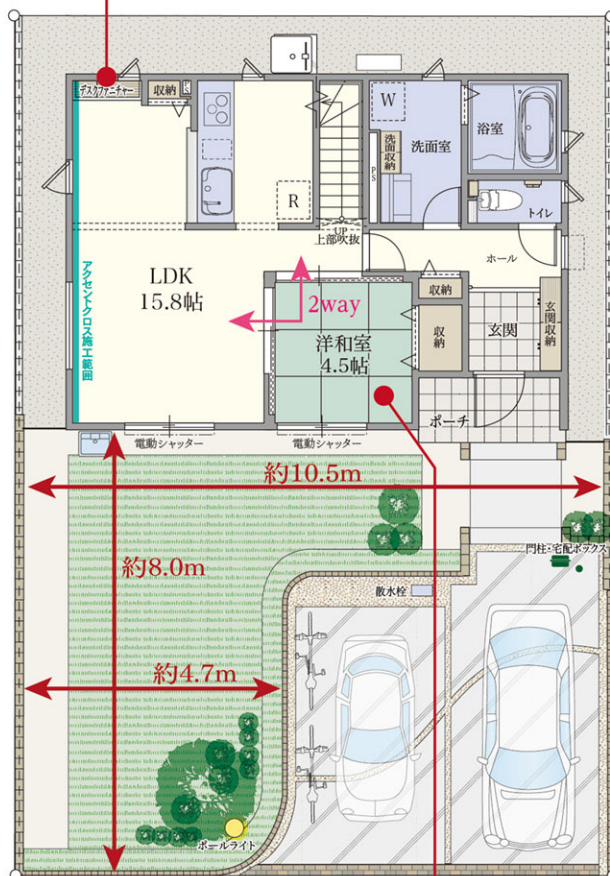 デスクファニチャー
収納
S
W
洗面収納
洗面室
浴室
PS
トイレ
R
UP
上部吹抜
ホール
LDK
15.8帖
2way
収納
アクセントクロス施工範囲
洋和室
4.5帖
収納
玄関
玄関収納
ポーチ
電動シャッター
電動シャッター
約10.5m
門柱・宅配ボックス
約8.0m
散水栓
約4.7m
ポールライト